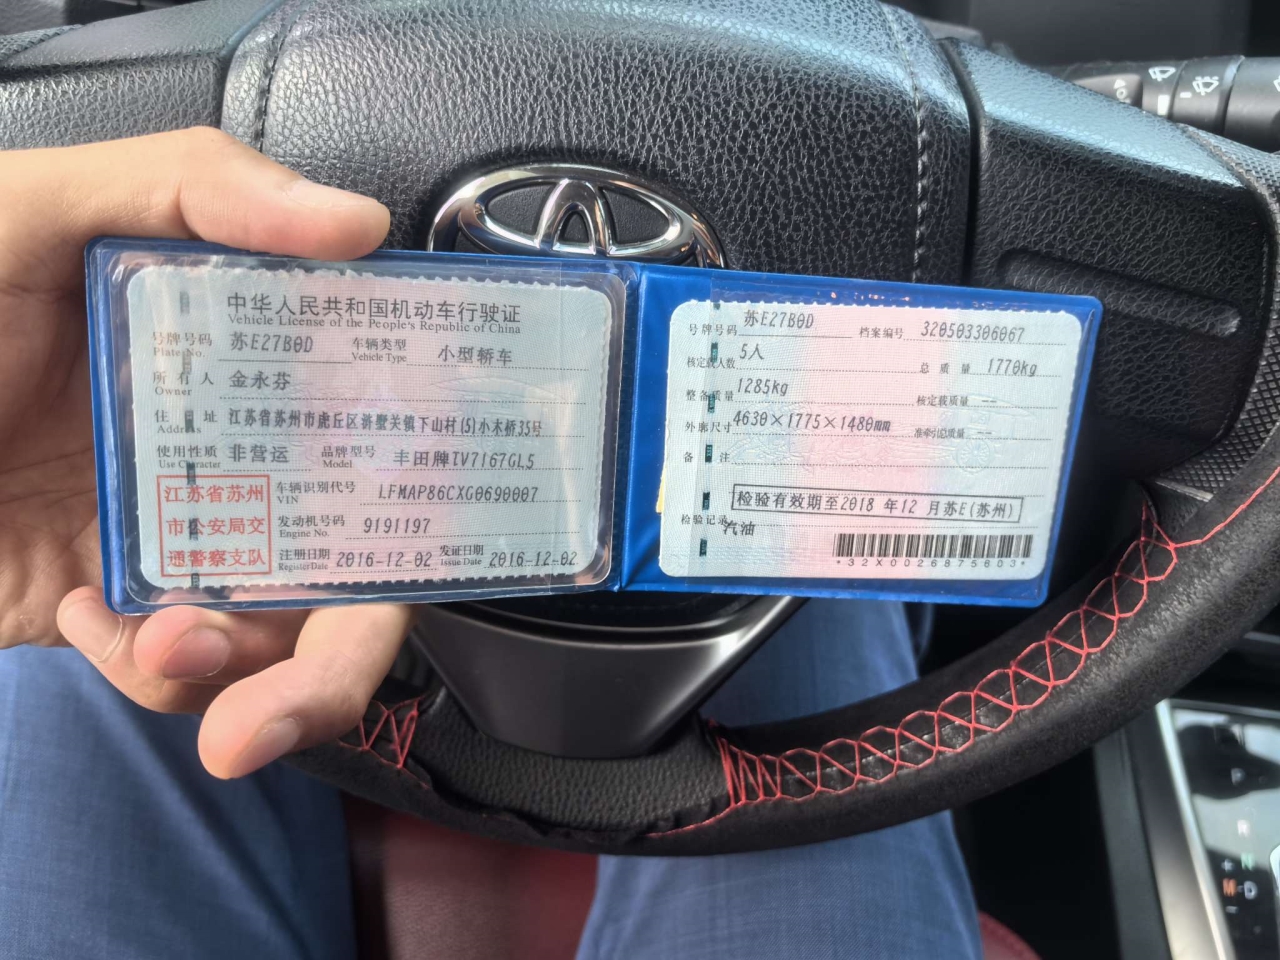 中华人民共和国机动车行驶证
Vehicle License of the People's Republic of China
号牌号码 苏E27B0D 车辆类型 小型轿车
Plate No. Vehicle Type
所有人 金永芬
Owner
住址 江苏省苏州市虎丘区浒墅关镇下山村(5)小木桥35号
Address
使用性质 非营运 品牌型号 丰田牌TV7167GL5
Use Character Model
江苏省苏州
市公安局交
通警察支队
车辆识别代号 LFMAP86CXG0690007
VIN
发动机号码 9191197
Engine No.
注册日期 2016-12-02 发证日期 2016-12-02
Register Date Issue Date
号牌号码 苏E27B0D 档案编号 320503306067
核定载人数 5人 总质量 1770kg
整备质量 1285kg 核定载质量 --
外廓尺寸 4630×1775×1480mm 准牵引总质量 --
备注
检验有效期至2018年12月苏E(苏州)
检验记录 汽油
*32X0026875603*
P
R
N
+
M D
-